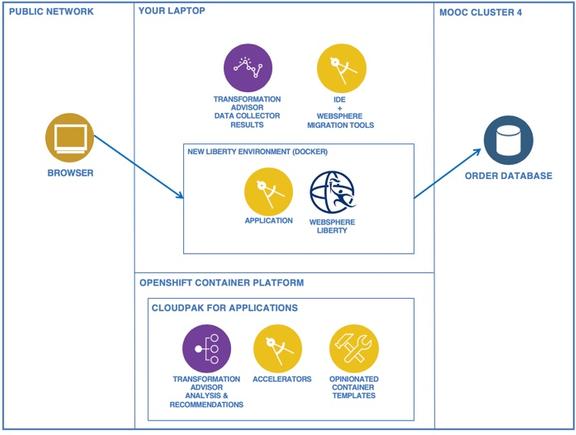 PUBLIC NETWORK
YOUR LAPTOP
MOOC CLUSTER 4
TRANSFORMATION
ADVISOR
DATA COLLECTOR
RESULTS
IDE
+
WEBSPHERE
MIGRATION TOOLS
BROWSER
NEW LIBERTY ENVIRONMENT (DOCKER)
APPLICATION
WEBSPHERE
LIBERTY
ORDER DATABASE
OPENSHIFT CONTAINER PLATFORM
CLOUDPAK FOR APPLICATIONS
TRANSFORMATION
ADVISOR
ANALYSIS &
RECOMMENDATIONS
ACCELERATORS
OPINIONATED
CONTAINER
TEMPLATES